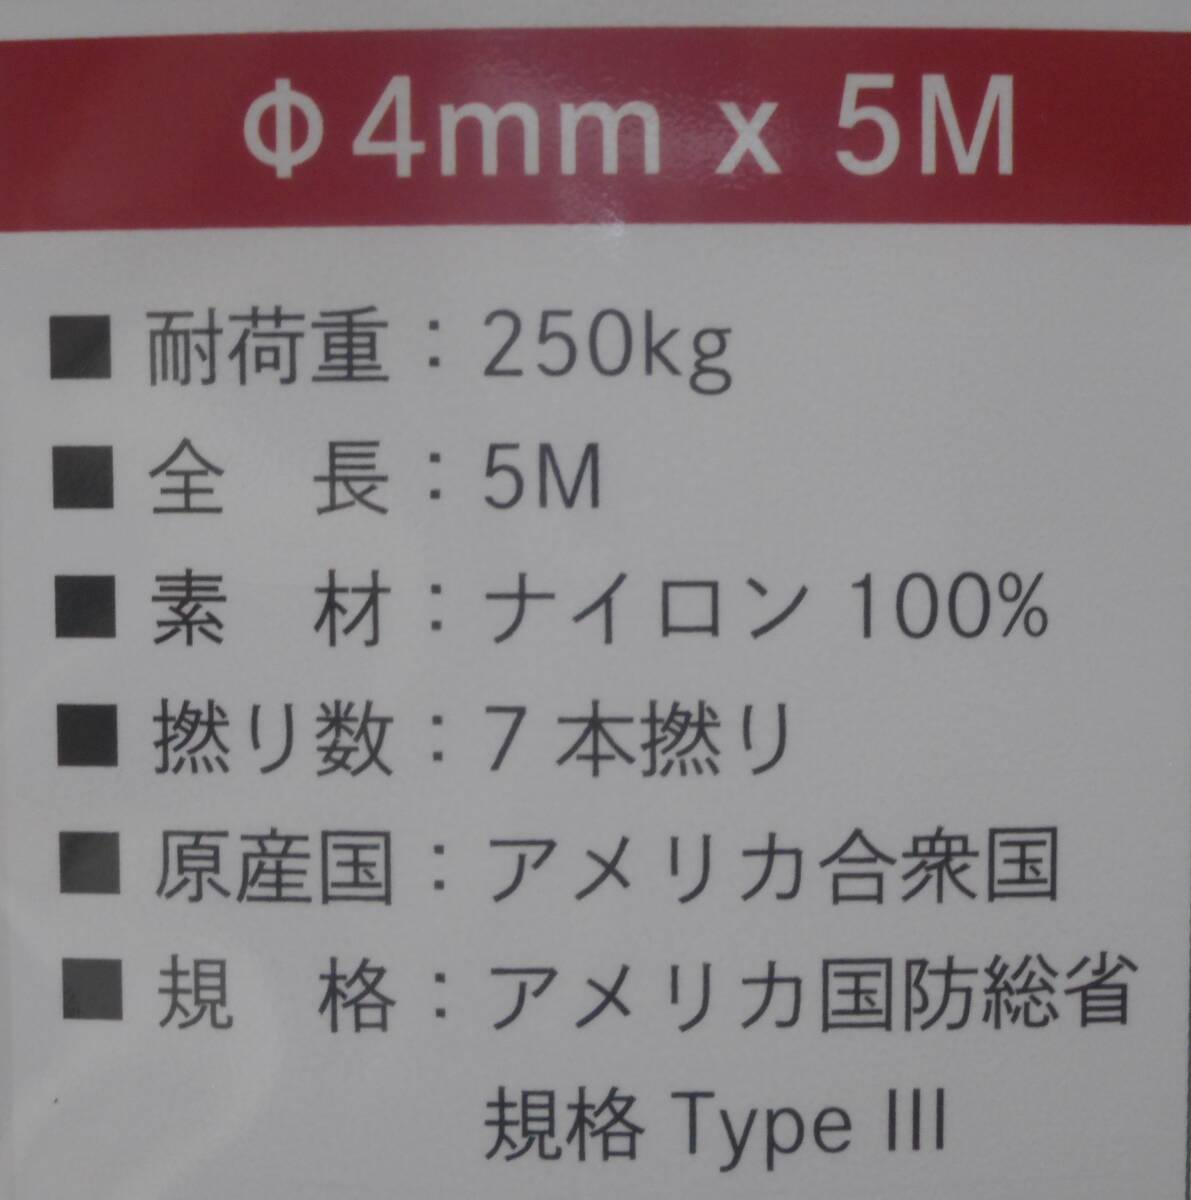 Φ4mm x 5M
■ 耐荷重：250kg
■ 全　長：5M
■ 素　材：ナイロン 100%
■ 撚り数：7 本撚り
■ 原産国：アメリカ合衆国
■ 規　格：アメリカ国防総省
規格 Type III